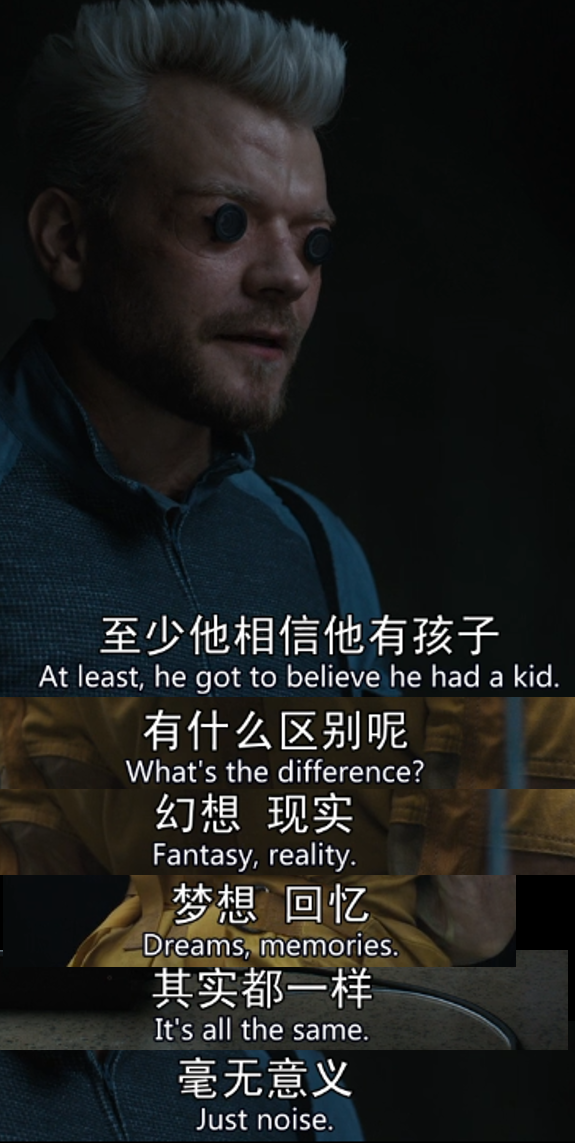 至少他相信他有孩子
At least, he got to believe he had a kid.
有什么区别呢
What's the difference?
幻想 现实
Fantasy, reality.
梦想 回忆
Dreams, memories.
其实都一样
It's all the same.
毫无意义
Just noise.